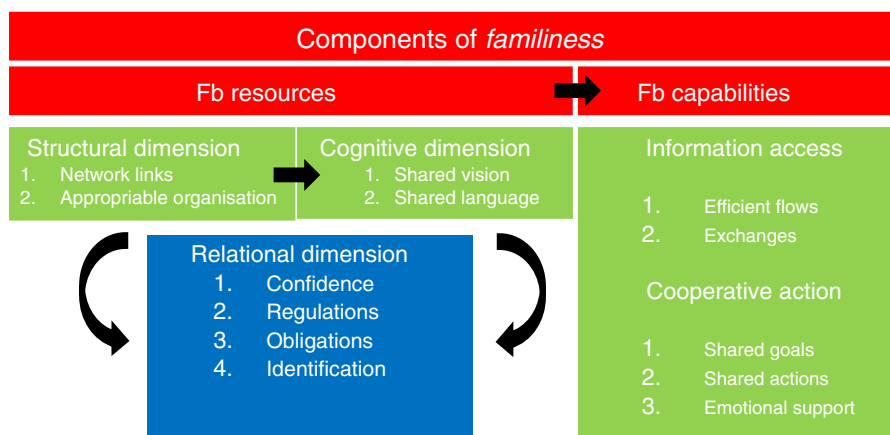 Components of familiness
Fb resources
Fb capabilities
Structural dimension
1. Network links
2. Appropriable organisation
Cognitive dimension
1. Shared vision
2. Shared language
Relational dimension
1. Confidence
2. Regulations
3. Obligations
4. Identification
Information access
1. Efficient flows
2. Exchanges
Cooperative action
1. Shared goals
2. Shared actions
3. Emotional support